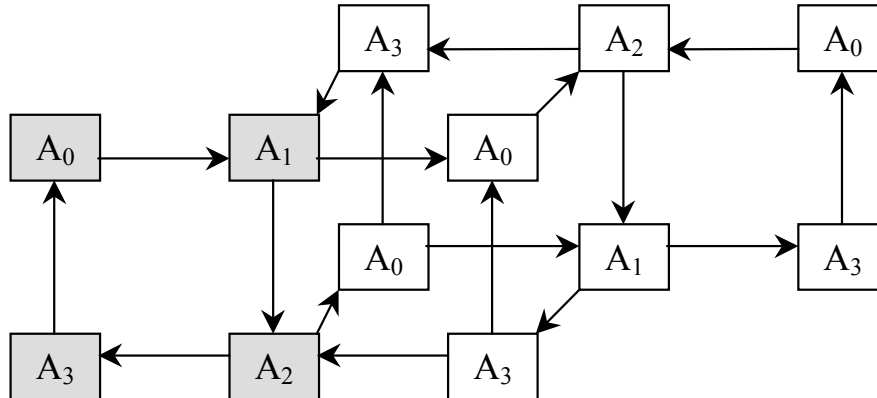 A₃ A₂ A₀
A₀ A₁ A₀
A₀ A₁ A₃
A₃ A₂ A₃